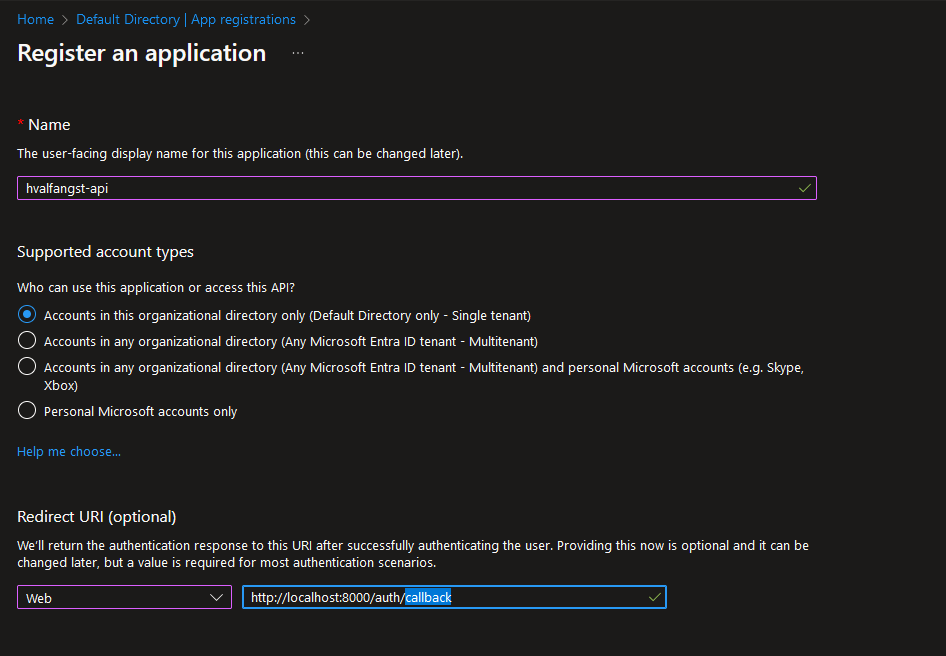 Home > Default Directory | App registrations >
Register an application ...
* Name
The user-facing display name for this application (this can be changed later).
hvalfangst-api
Supported account types
Who can use this application or access this API?
Accounts in this organizational directory only (Default Directory only - Single tenant)
Accounts in any organizational directory (Any Microsoft Entra ID tenant - Multitenant)
Accounts in any organizational directory (Any Microsoft Entra ID tenant - Multitenant) and personal Microsoft accounts (e.g. Skype,
Xbox)
Personal Microsoft accounts only
Help me choose...
Redirect URI (optional)
We'll return the authentication response to this URI after successfully authenticating the user. Providing this now is optional and it can be
changed later, but a value is required for most authentication scenarios.
Web http://localhost:8000/auth/callback